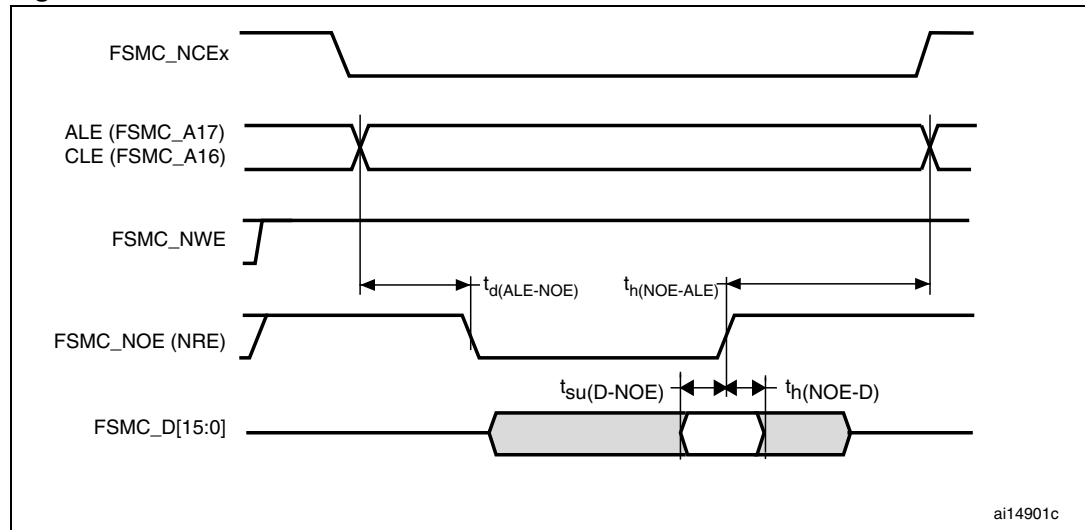 FSMC_NCEx
ALE (FSMC_A17)
CLE (FSMC_A16)
FSMC_NWE
td(ALE-NOE)
th(NOE-ALE)
FSMC_NOE (NRE)
tsu(D-NOE)
th(NOE-D)
FSMC_D[15:0]
ai14901c